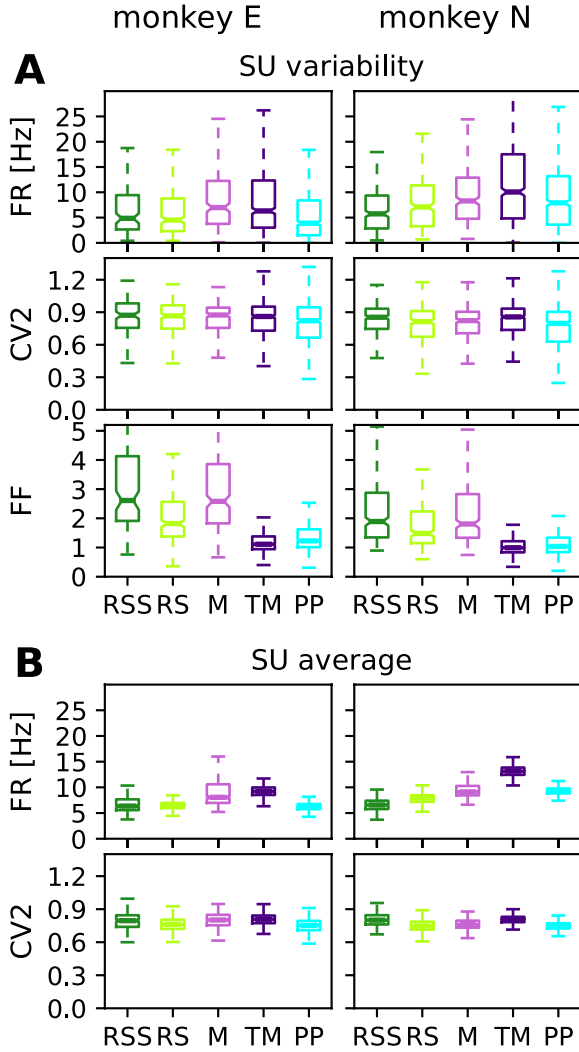 monkey E monkey N
A SU variability
FR [Hz]
25
20
15
10
5
0
CV2
1.2
0.9
0.6
0.3
0.0
FF
5
4
3
2
1
0
RSS RS M TM PP RSS RS M TM PP
B SU average
FR [Hz]
25
20
15
10
5
0
CV2
1.2
0.9
0.6
0.3
0.0
RSS RS M TM PP RSS RS M TM PP